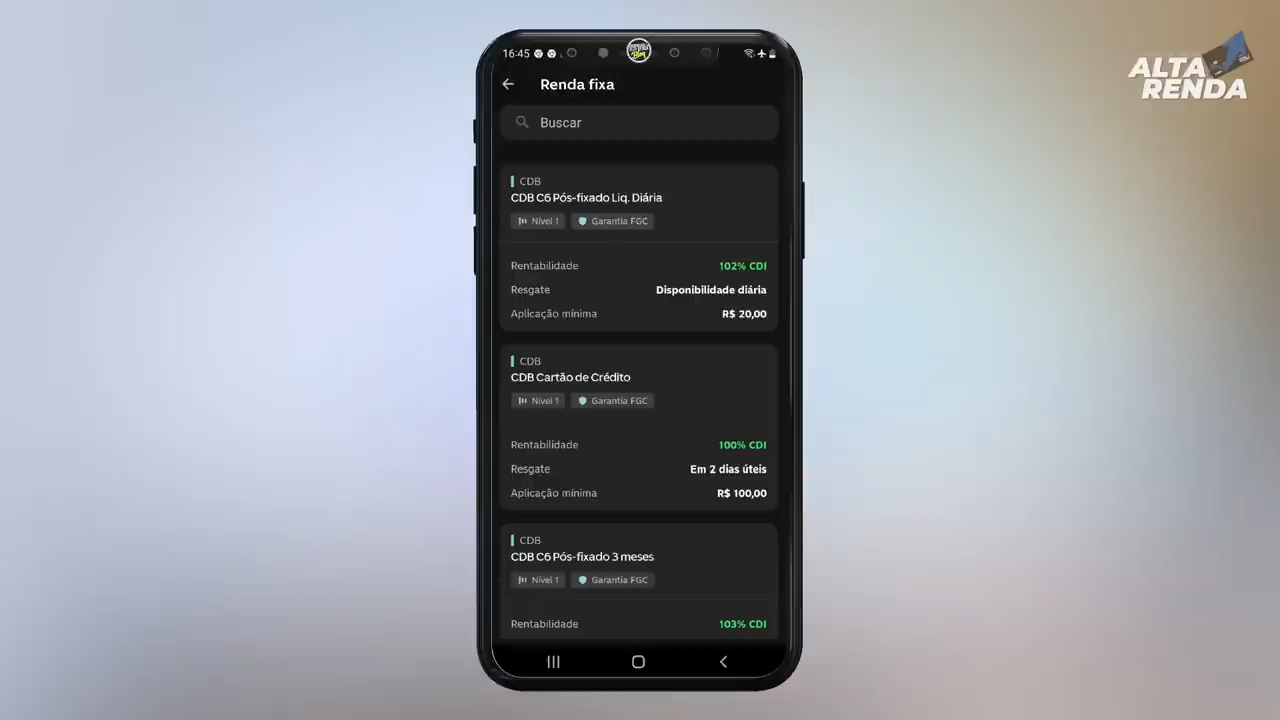 ALTA
RENDA
16:45
Renda fixa
Buscar
CDB
CDB C6 Pós-fixado Liq. Diária
Nível 1 Garantia FGC
Rentabilidade 102% CDI
Resgate Disponibilidade diária
Aplicação mínima R$ 20,00
CDB
CDB Cartão de Crédito
Nível 1 Garantia FGC
Rentabilidade 100% CDI
Resgate Em 2 dias úteis
Aplicação mínima R$ 100,00
CDB
CDB C6 Pós-fixado 3 meses
Nível 1 Garantia FGC
Rentabilidade 103% CDI